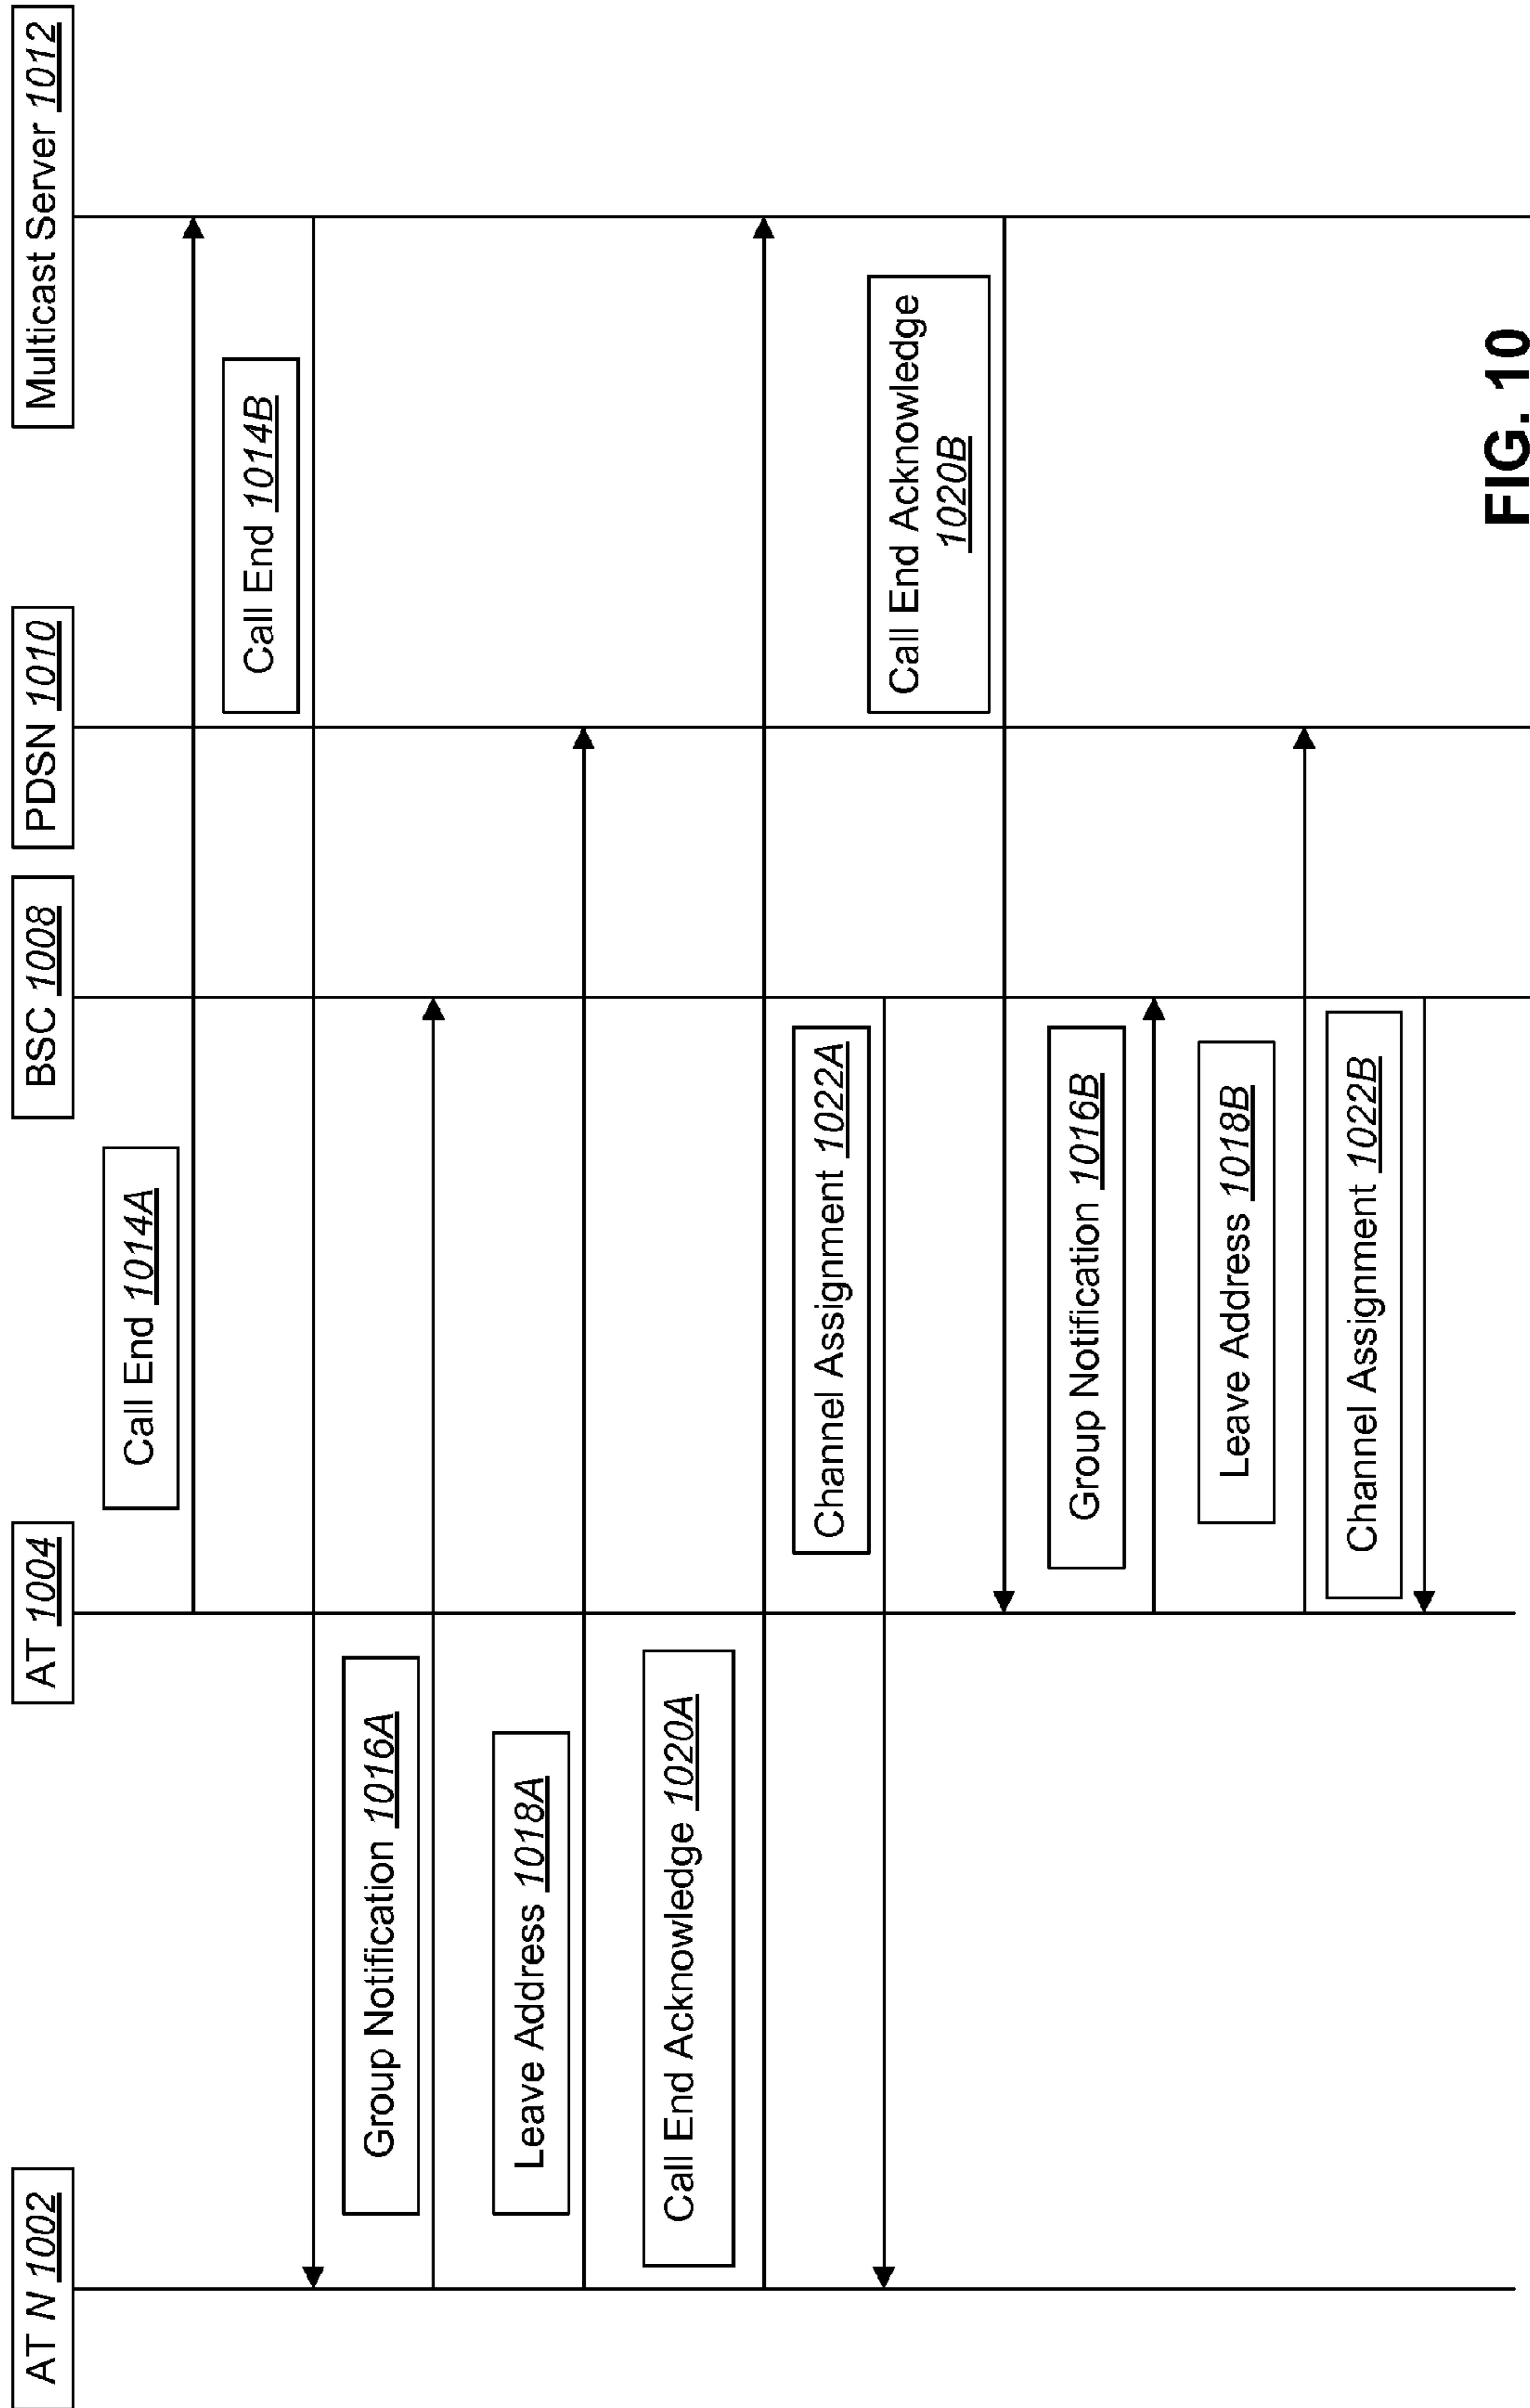 AT N 1002
AT 1004
BSC 1008
PDSN 1010
Multicast Server 1012
Call End 1014A
Call End 1014B
Group Notification 1016A
Leave Address 1018A
Call End Acknowledge 1020A
Channel Assignment 1022A
Call End Acknowledge
1020B
Group Notification 1016B
Leave Address 1018B
Channel Assignment 1022B
FIG. 10